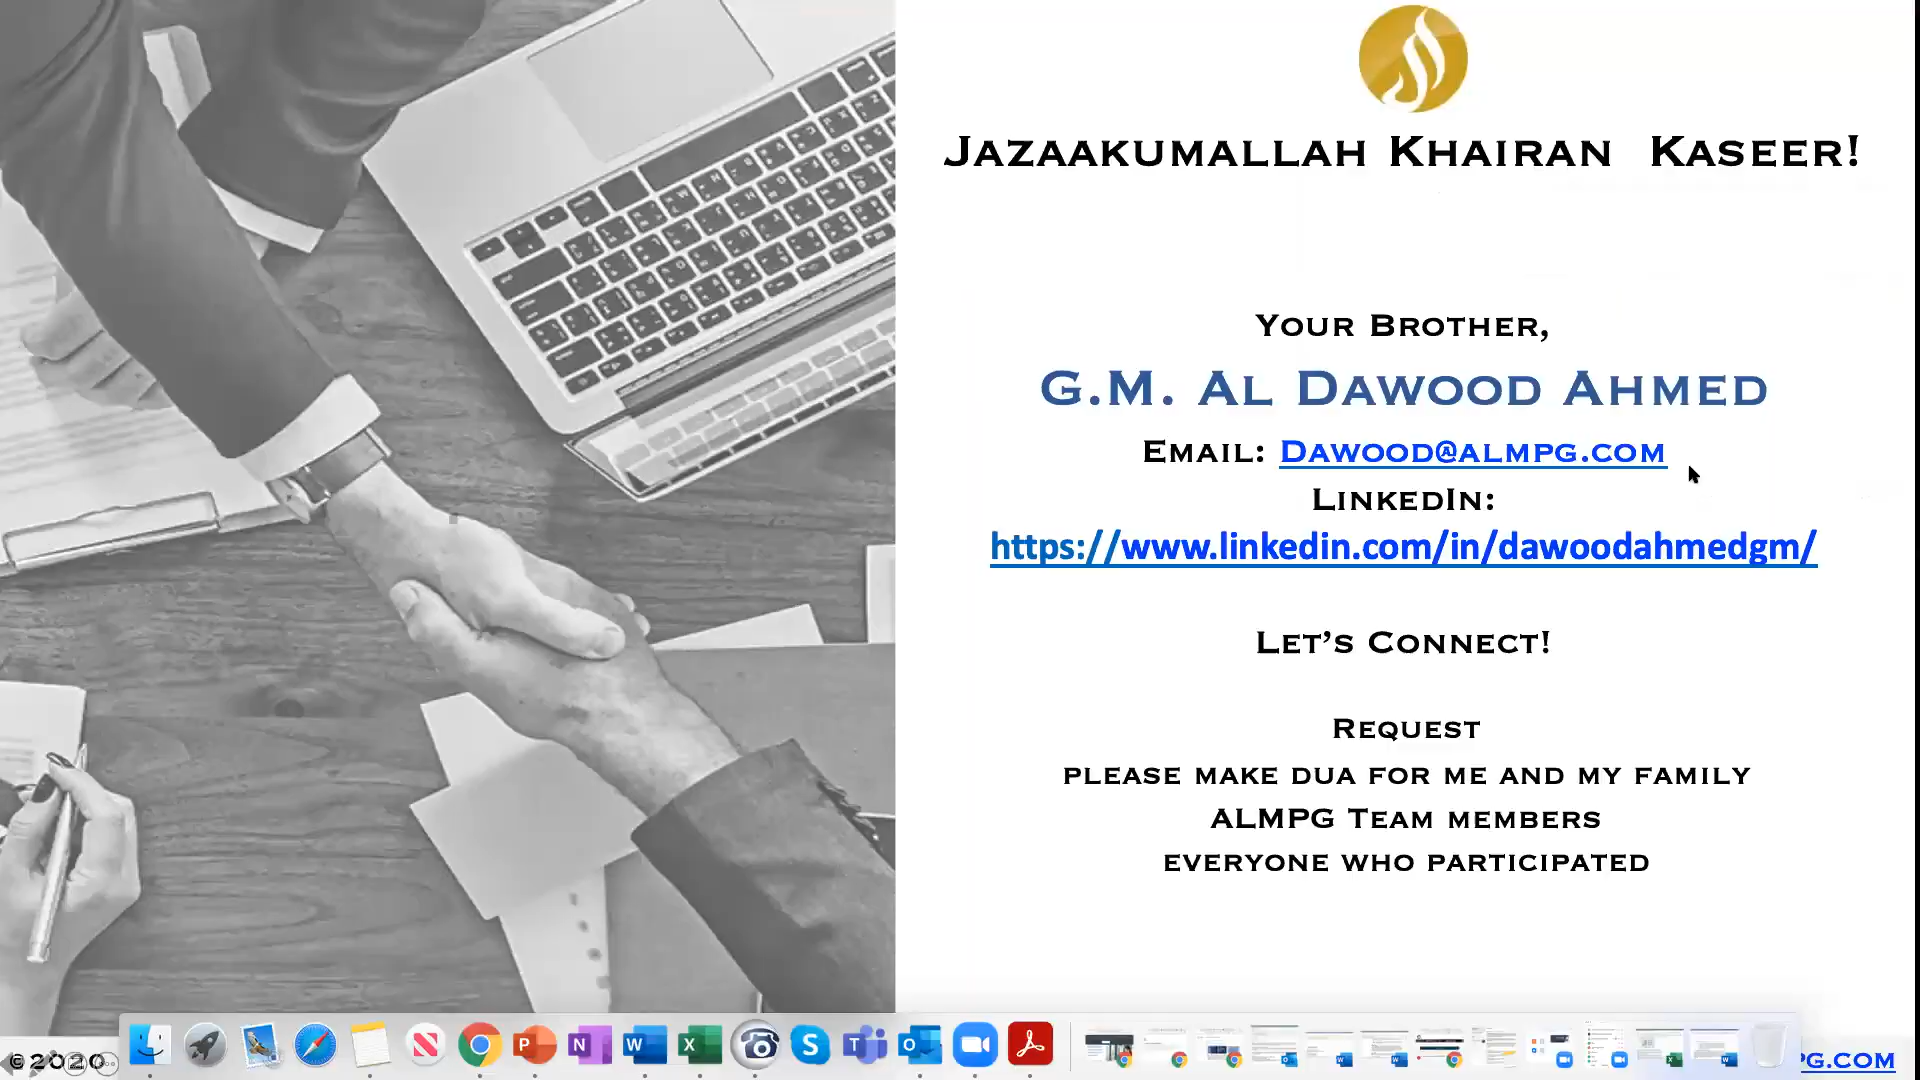 Jazaakumallah Khairan Kaseer!
Your Brother,
G.M. Al Dawood Ahmed
Email: Dawood@almpg.com
LinkedIn:
https://www.linkedin.com/in/dawoodahmedgm/
Let’s Connect!
Request
please make dua for me and my family
ALMPG Team members
everyone who participated
©2020
PG.COM